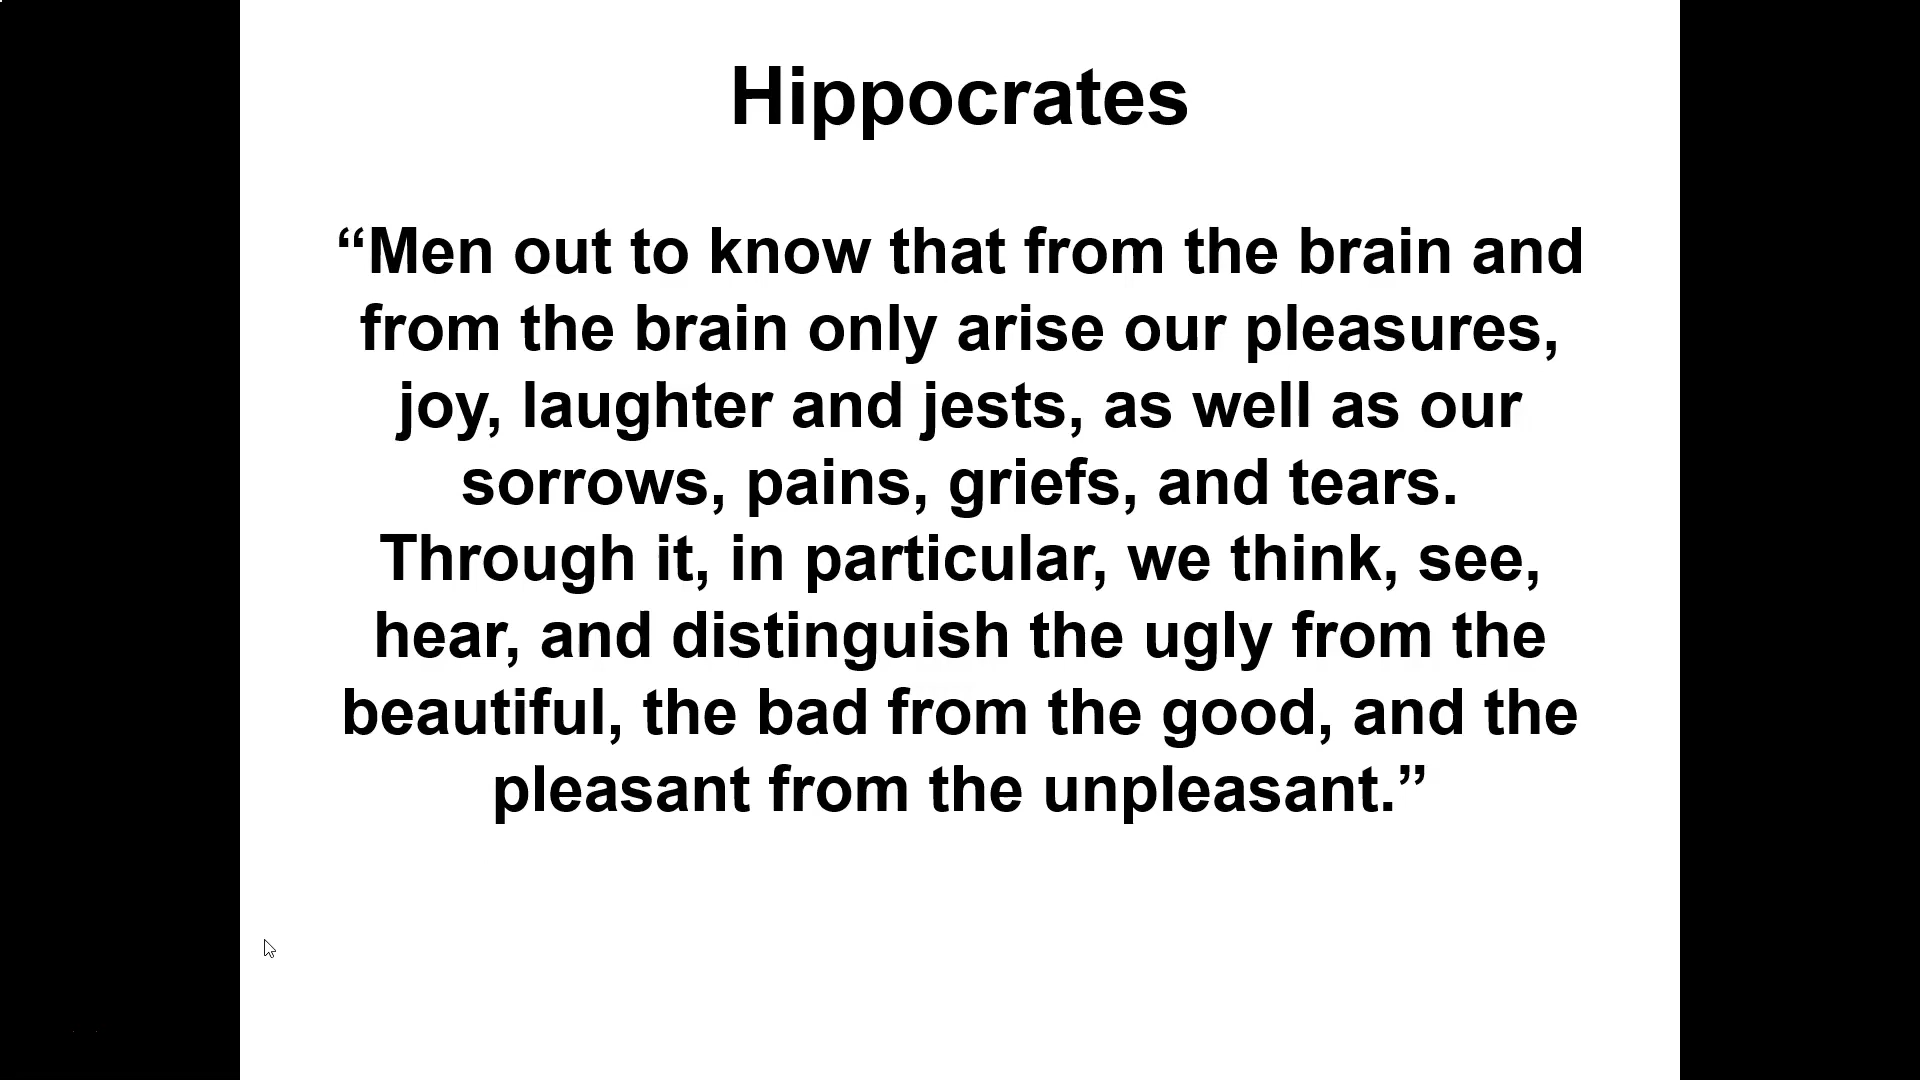 Hippocrates
“Men out to know that from the brain and
from the brain only arise our pleasures,
joy, laughter and jests, as well as our
sorrows, pains, griefs, and tears.
Through it, in particular, we think, see,
hear, and distinguish the ugly from the
beautiful, the bad from the good, and the
pleasant from the unpleasant.”